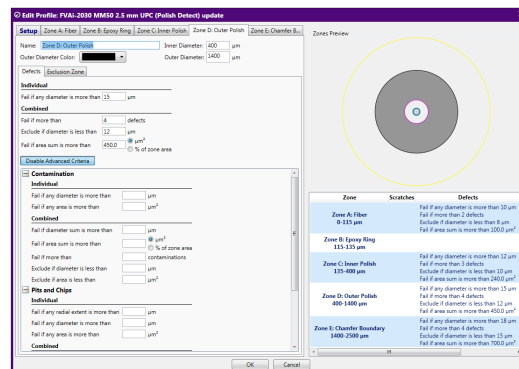 Edit Profile: FVAi-2030 MM50 2.5 mm UPC (Polish Detect) update
Setup Zone A: Fiber Zone B: Epoxy Ring Zone C: Inner Polish Zone D: Outer Polish Zone E: Chamfer B...
Name: Zone D: Outer Polish Inner Diameter: 400 µm
Outer Diameter Color: Outer Diameter: 1400 µm
Defects Exclusion Zone
Individual
Fail if any diameter is more than 15 µm
Combined
Fail if more than 4 defects
Exclude if diameter is less than 12 µm
Fail if area sum is more than 450.0 µm²
% of zone area
Disable Advanced Criteria
Contamination
Individual
Fail if any diameter is more than µm
Fail if any area is more than µm²
Combined
Fail if diameter sum is more than µm
Fail if area sum is more than µm²
% of zone area
Fail if more than contaminations
Exclude if diameter is less than µm
Exclude if area is less than µm²
Pits and Chips
Individual
Fail if any radial extent is more than µm
Fail if any diameter is more than µm
Fail if any area is more than µm²
Combined
Zones Preview
Zone Scratches Defects
Zone A: Fiber
0-115 µm
Fail if any diameter is more than 10 µm
Fail if more than 2 defects
Exclude if diameter is less than 8 µm
Fail if area sum is more than 100.0 µm²
Zone B: Epoxy Ring
115-135 µm
Zone C: Inner Polish
135-400 µm
Fail if any diameter is more than 12 µm
Fail if more than 3 defects
Exclude if diameter is less than 10 µm
Fail if area sum is more than 240.0 µm²
Zone D: Outer Polish
400-1400 µm
Fail if any diameter is more than 15 µm
Fail if more than 4 defects
Exclude if diameter is less than 12 µm
Fail if area sum is more than 450.0 µm²
Zone E: Chamfer Boundary
1400-2500 µm
Fail if any diameter is more than 18 µm
Fail if more than 4 defects
Exclude if diameter is less than 15 µm
Fail if area sum is more than 700.0 µm²
OK Cancel